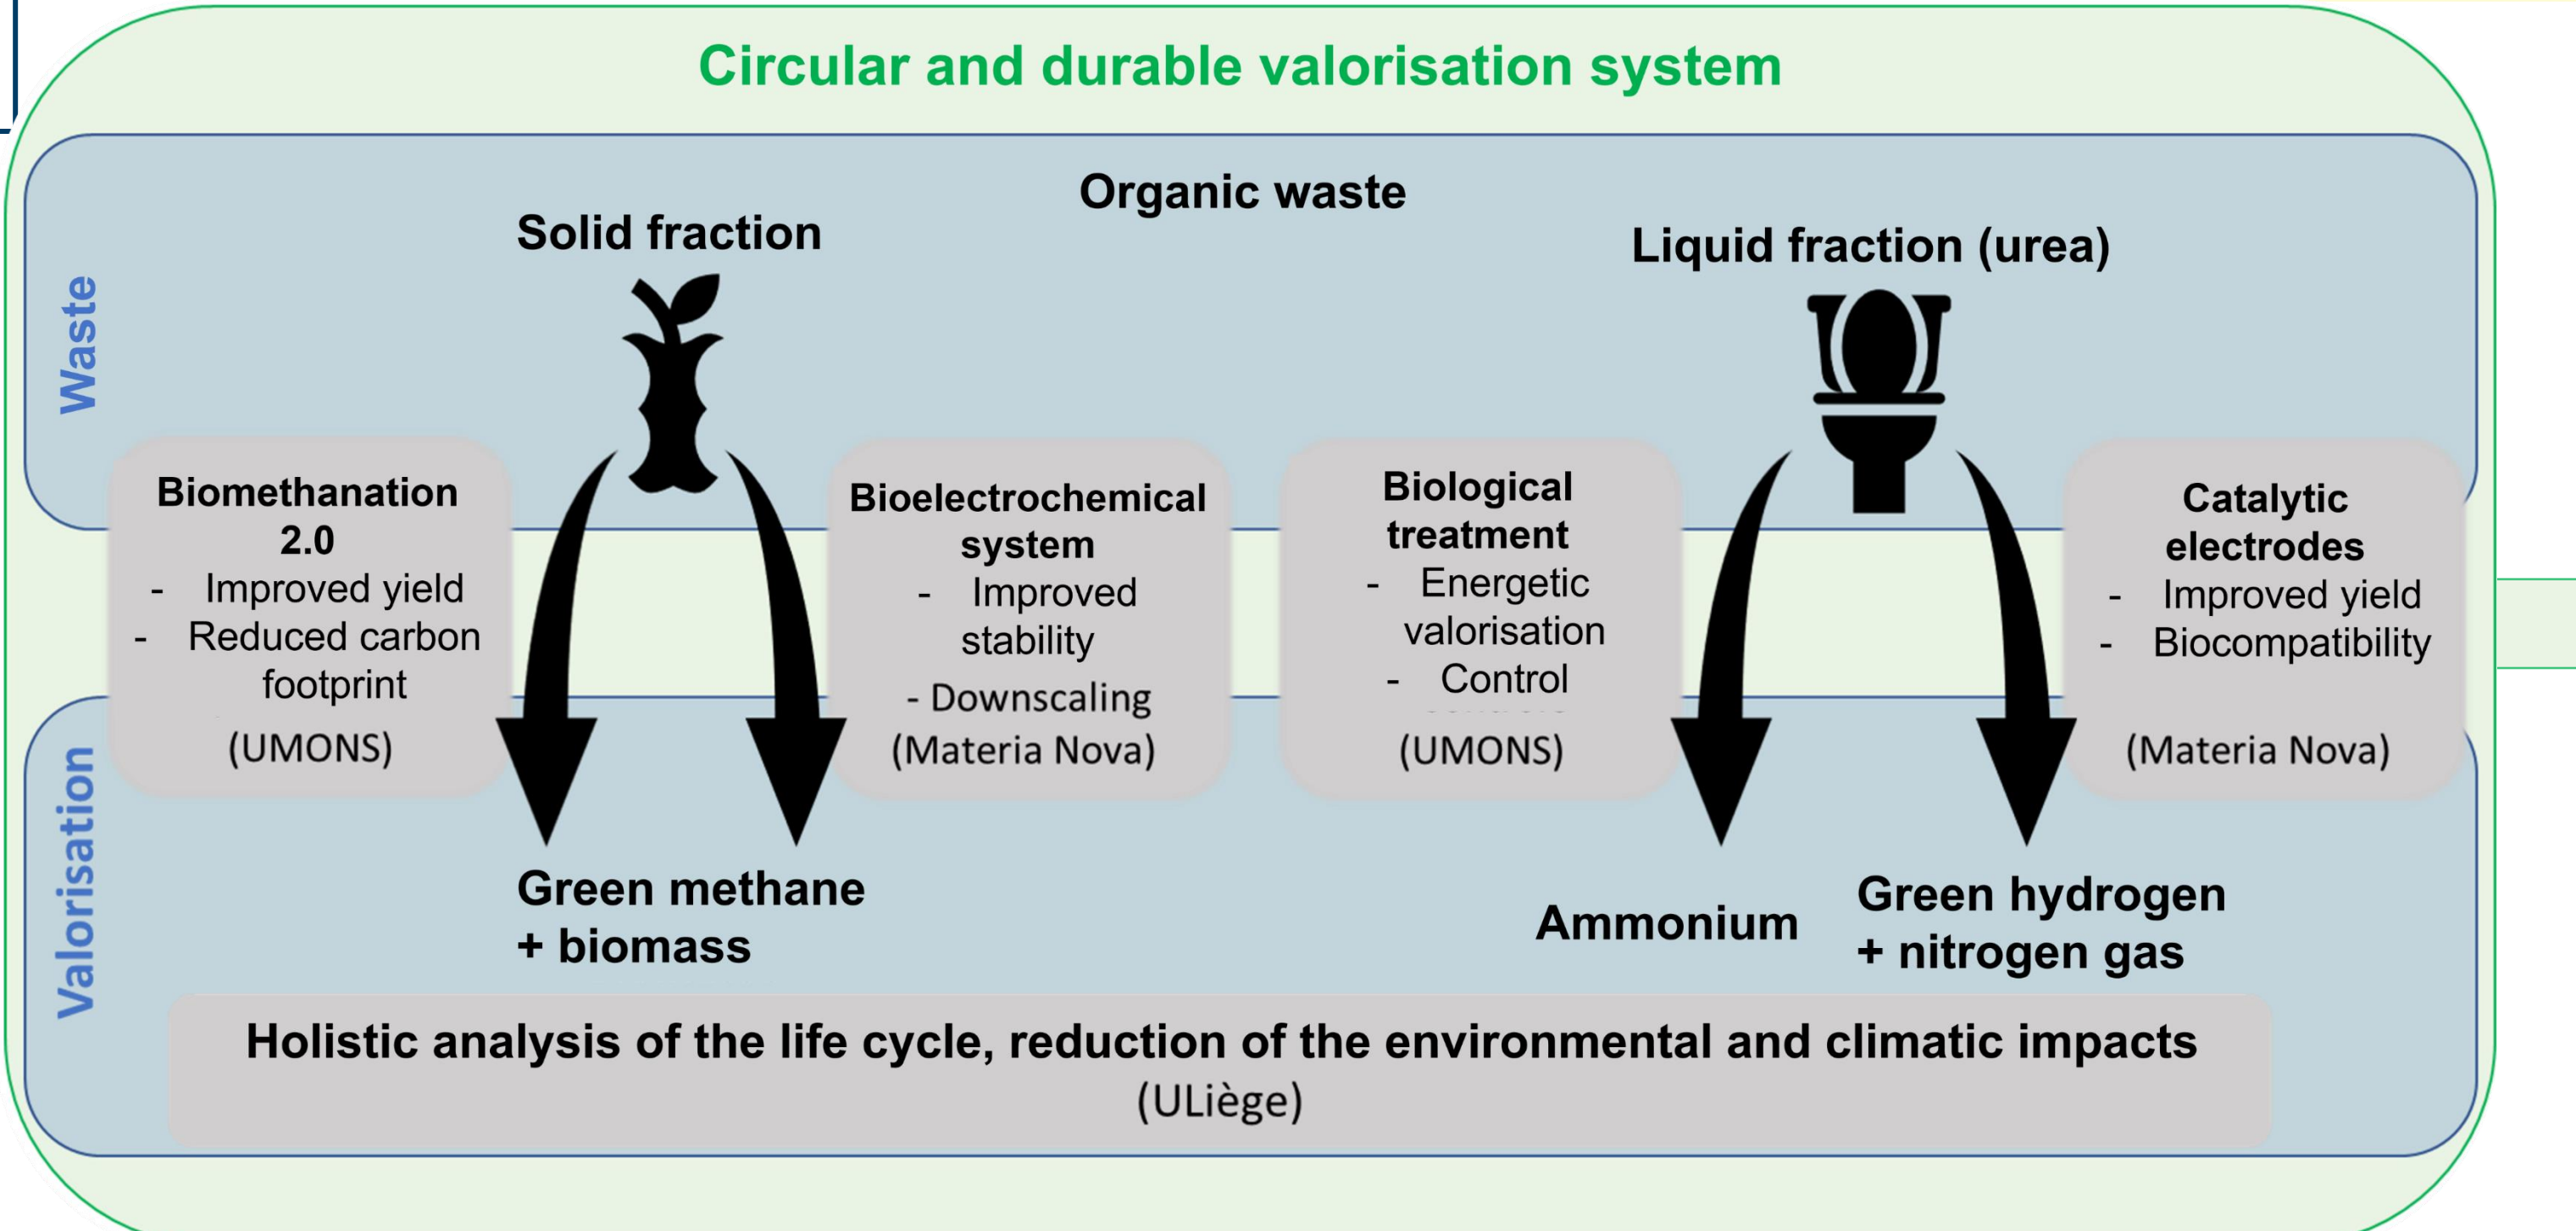 Circular and durable valorisation system
Organic waste
Solid fraction
Liquid fraction (urea)
Waste
Biomethanation
2.0
- Improved yield
- Reduced carbon
footprint
(UMONS)
Bioelectrochemical
system
- Improved
stability
- Downscaling
(Materia Nova)
Biological
treatment
- Energetic
valorisation
- Control
(UMONS)
Catalytic
electrodes
- Improved yield
- Biocompatibility
(Materia Nova)
Valorisation
Green methane
+ biomass
Ammonium
Green hydrogen
+ nitrogen gas
Holistic analysis of the life cycle, reduction of the environmental and climatic impacts
(ULiège)